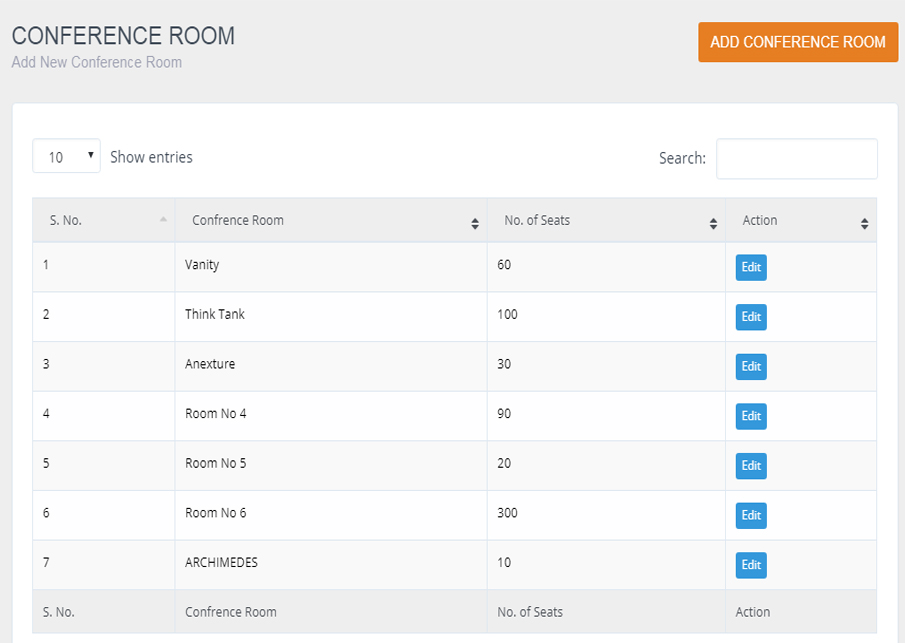 CONFERENCE ROOM
Add New Conference Room
ADD CONFERENCE ROOM
10 Show entries
Search:
S. No. Confrence Room No. of Seats Action
1 Vanity 60 Edit
2 Think Tank 100 Edit
3 Anexture 30 Edit
4 Room No 4 90 Edit
5 Room No 5 20 Edit
6 Room No 6 300 Edit
7 ARCHIMEDES 10 Edit
S. No. Confrence Room No. of Seats Action